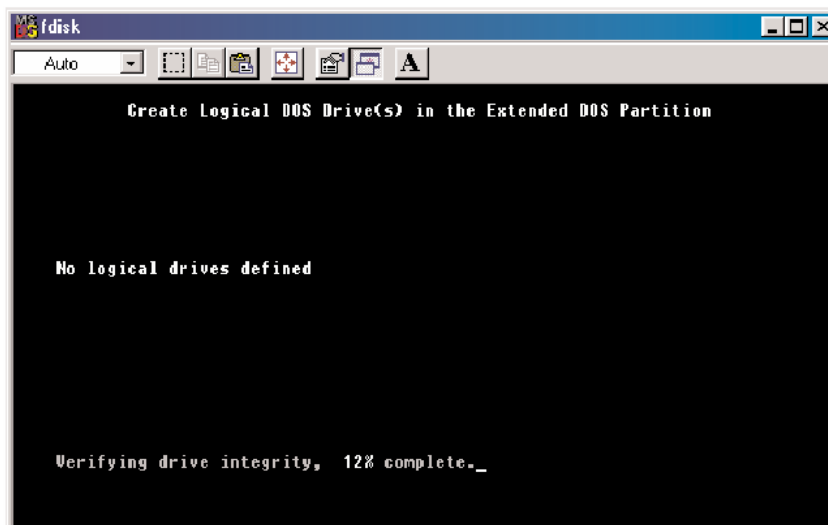 fdisk
Auto
A
Create Logical DOS Drive(s) in the Extended DOS Partition
No logical drives defined
Verifying drive integrity, 12% complete._